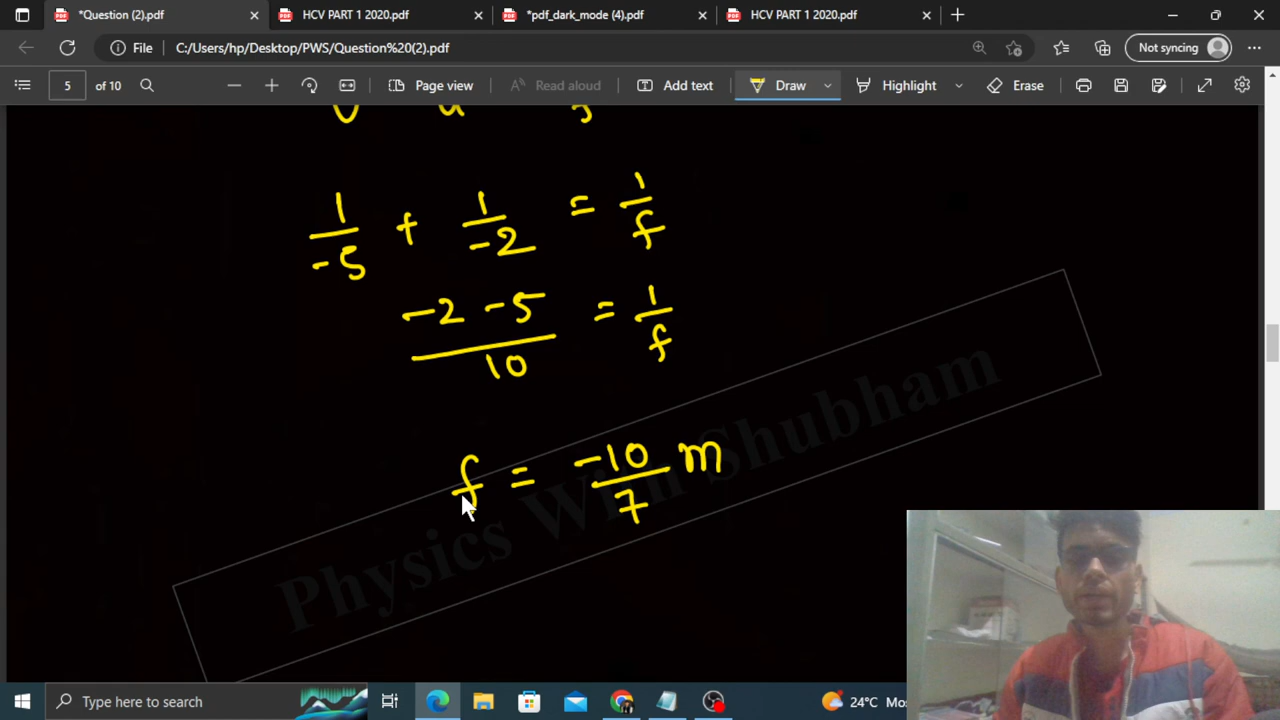 *Question (2).pdf
HCV PART 1 2020.pdf
*pdf_dark_mode (4).pdf
HCV PART 1 2020.pdf
File C:/Users/hp/Desktop/PWS/Question%20(2).pdf
Not syncing
5 of 10
Page view
Read aloud
Add text
Draw
Highlight
Erase
v u f
1/-5 + 1/-2 = 1/f
-2 -5/10 = 1/f
f = -10/7 m
Physics With Shubham
Type here to search
24°C Mos